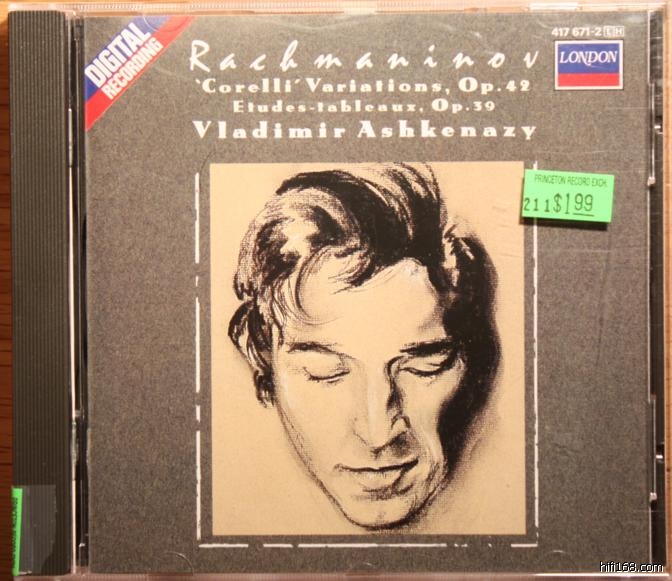 417 671-2 LH
DIGITAL
RECORDING
Rachmaninov
'Corelli' Variations, Op.42
Etudes-tableaux, Op.39
Vladimir Ashkenazy
LONDON
PRINCETON RECORD EXCH.
211 $1.99
hifi168.com